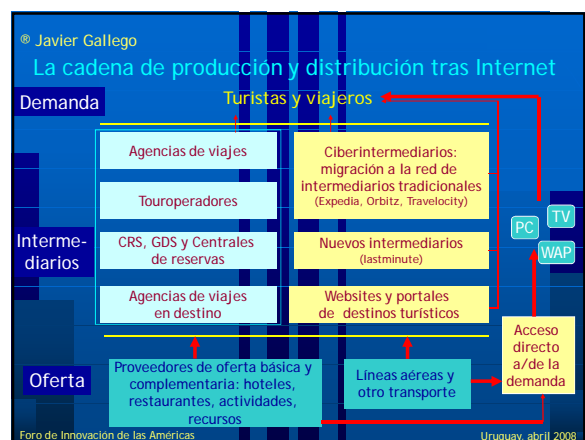 ® Javier Gallego
La cadena de producción y distribución tras Internet
Demanda
Turistas y viajeros
Agencias de viajes
Touroperadores
CRS, GDS y Centrales
de reservas
Agencias de viajes
en destino
Ciberintermediarios:
migración a la red de
intermediarios tradicionales
(Expedia, Orbitz, Travelocity)
Nuevos intermediarios
(lastminute)
Websites y portales
de destinos turísticos
PC
TV
WAP
Interme-
diarios
Acceso
directo
a/de la
demanda
Oferta
Proveedores de oferta básica y
complementaria: hoteles,
restaurantes, actividades,
recursos
Líneas aéreas y
otro transporte
Foro de Innovación de las Américas
Uruguay, abril 2008